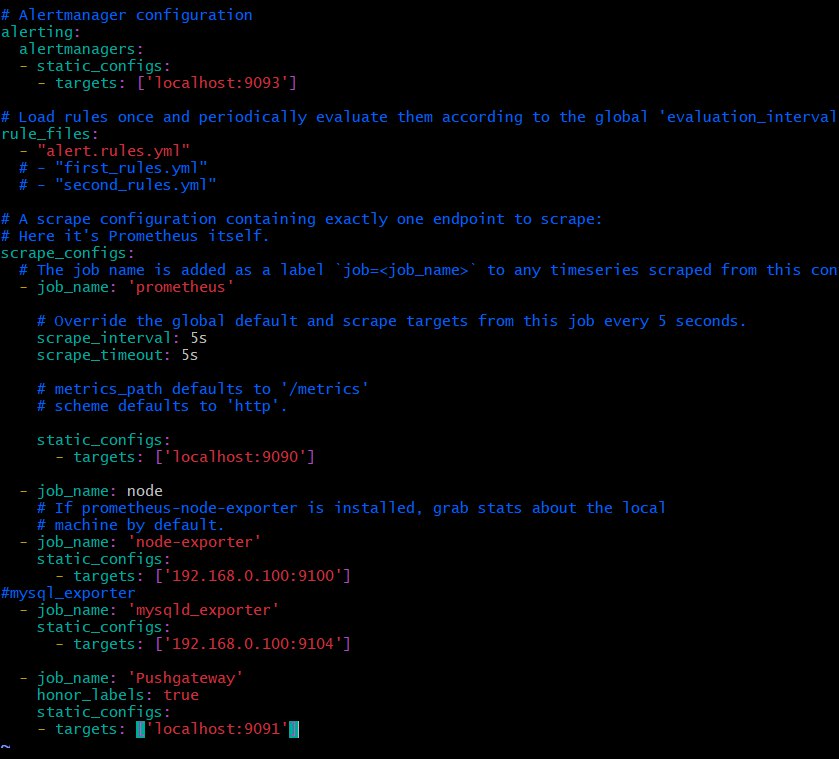 # Alertmanager configuration
alerting:
  alertmanagers:
  - static_configs:
    - targets: ['localhost:9093']

# Load rules once and periodically evaluate them according to the global 'evaluation_interval
rule_files:
  - "alert.rules.yml"
  # - "first_rules.yml"
  # - "second_rules.yml"

# A scrape configuration containing exactly one endpoint to scrape:
# Here it's Prometheus itself.
scrape_configs:
  # The job name is added as a label `job=<job_name>` to any timeseries scraped from this con
  - job_name: 'prometheus'

    # Override the global default and scrape targets from this job every 5 seconds.
    scrape_interval: 5s
    scrape_timeout: 5s

    # metrics_path defaults to '/metrics'
    # scheme defaults to 'http'.

    static_configs:
      - targets: ['localhost:9090']

  - job_name: node
    # If prometheus-node-exporter is installed, grab stats about the local
    # machine by default.
  - job_name: 'node-exporter'
    static_configs:
      - targets: ['192.168.0.100:9100']
#mysql_exporter
  - job_name: 'mysqld_exporter'
    static_configs:
      - targets: ['192.168.0.100:9104']

  - job_name: 'Pushgateway'
    honor_labels: true
    static_configs:
    - targets: ['localhost:9091']
~